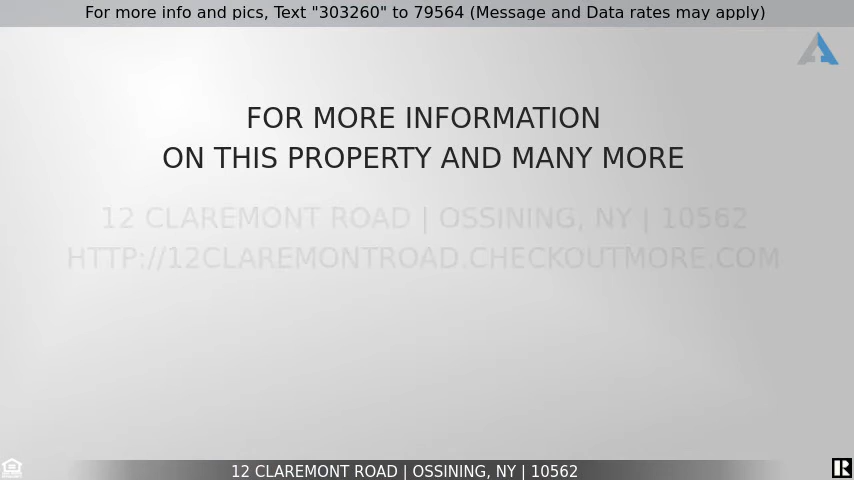 For more info and pics, Text "303260" to 79564 (Message and Data rates may apply)
FOR MORE INFORMATION
ON THIS PROPERTY AND MANY MORE
12 CLAREMONT ROAD | OSSINING, NY | 10562
HTTP://12CLAREMONTROAD.CHECKOUTMORE.COM
12 CLAREMONT ROAD | OSSINING, NY | 10562